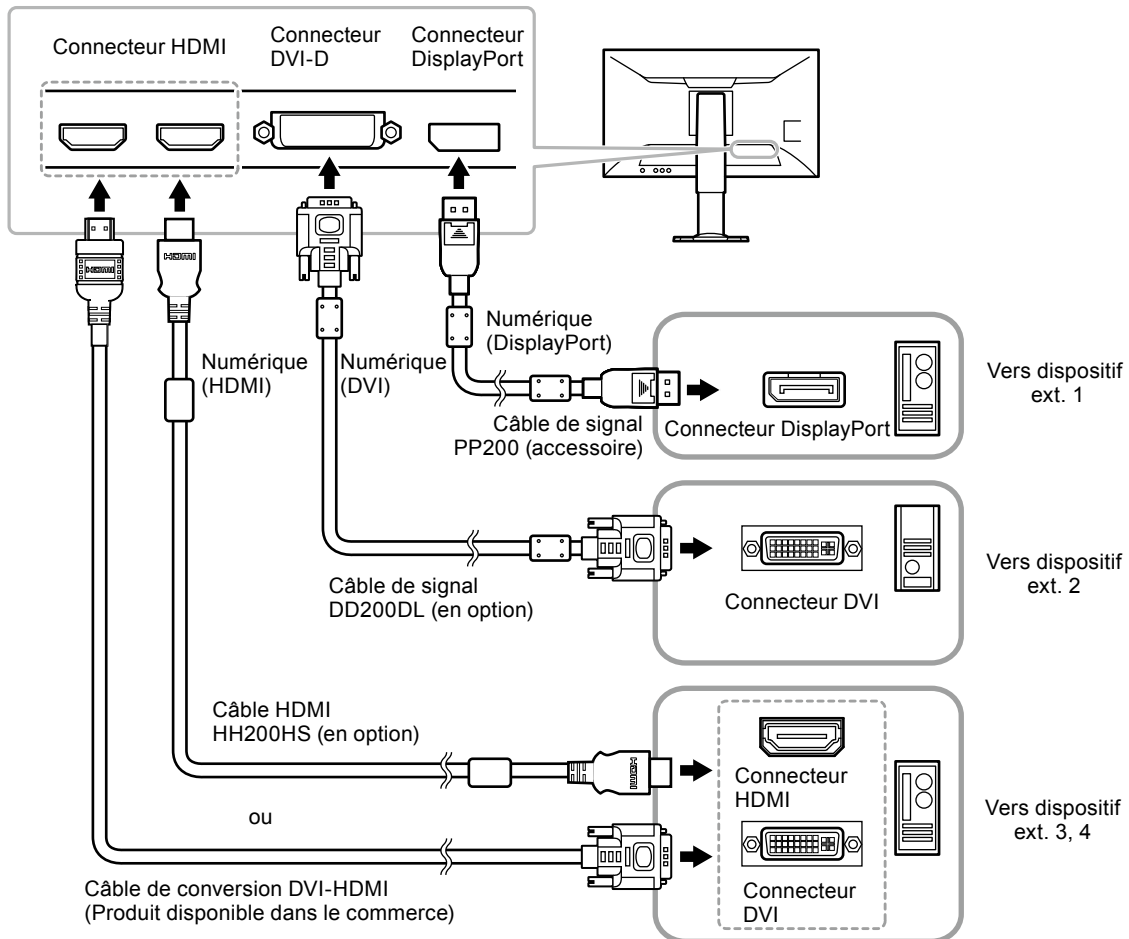 Connecteur HDMI
Connecteur
DVI-D
Connecteur
DisplayPort
HDMI
HDMI
Numérique
(HDMI)
Numérique
(DVI)
Numérique
(DisplayPort)
Câble de signal
PP200 (accessoire)
Connecteur DisplayPort
Vers dispositif
ext. 1
Câble de signal
DD200DL (en option)
Connecteur DVI
Vers dispositif
ext. 2
Câble HDMI
HH200HS (en option)
HDMI
Connecteur
HDMI
ou
Vers dispositif
ext. 3, 4
Câble de conversion DVI-HDMI
(Produit disponible dans le commerce)
Connecteur
DVI